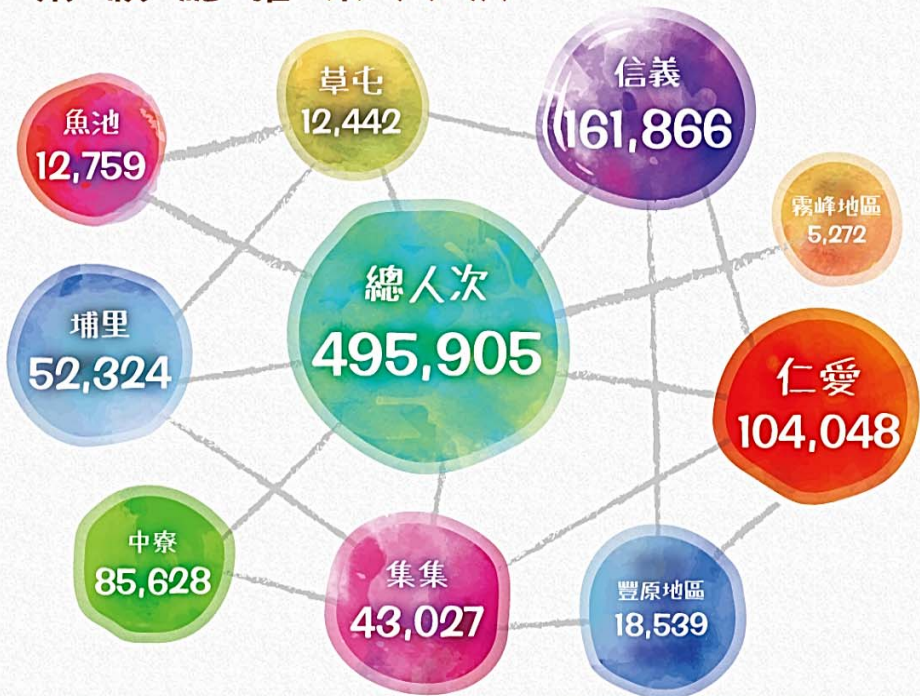 草屯
12,442
信義
161,866
魚池
12,759
霧峰地區
5,272
總人次
495,905
埔里
52,324
仁愛
104,048
中寮
85,628
集集
43,027
豐原地區
18,539